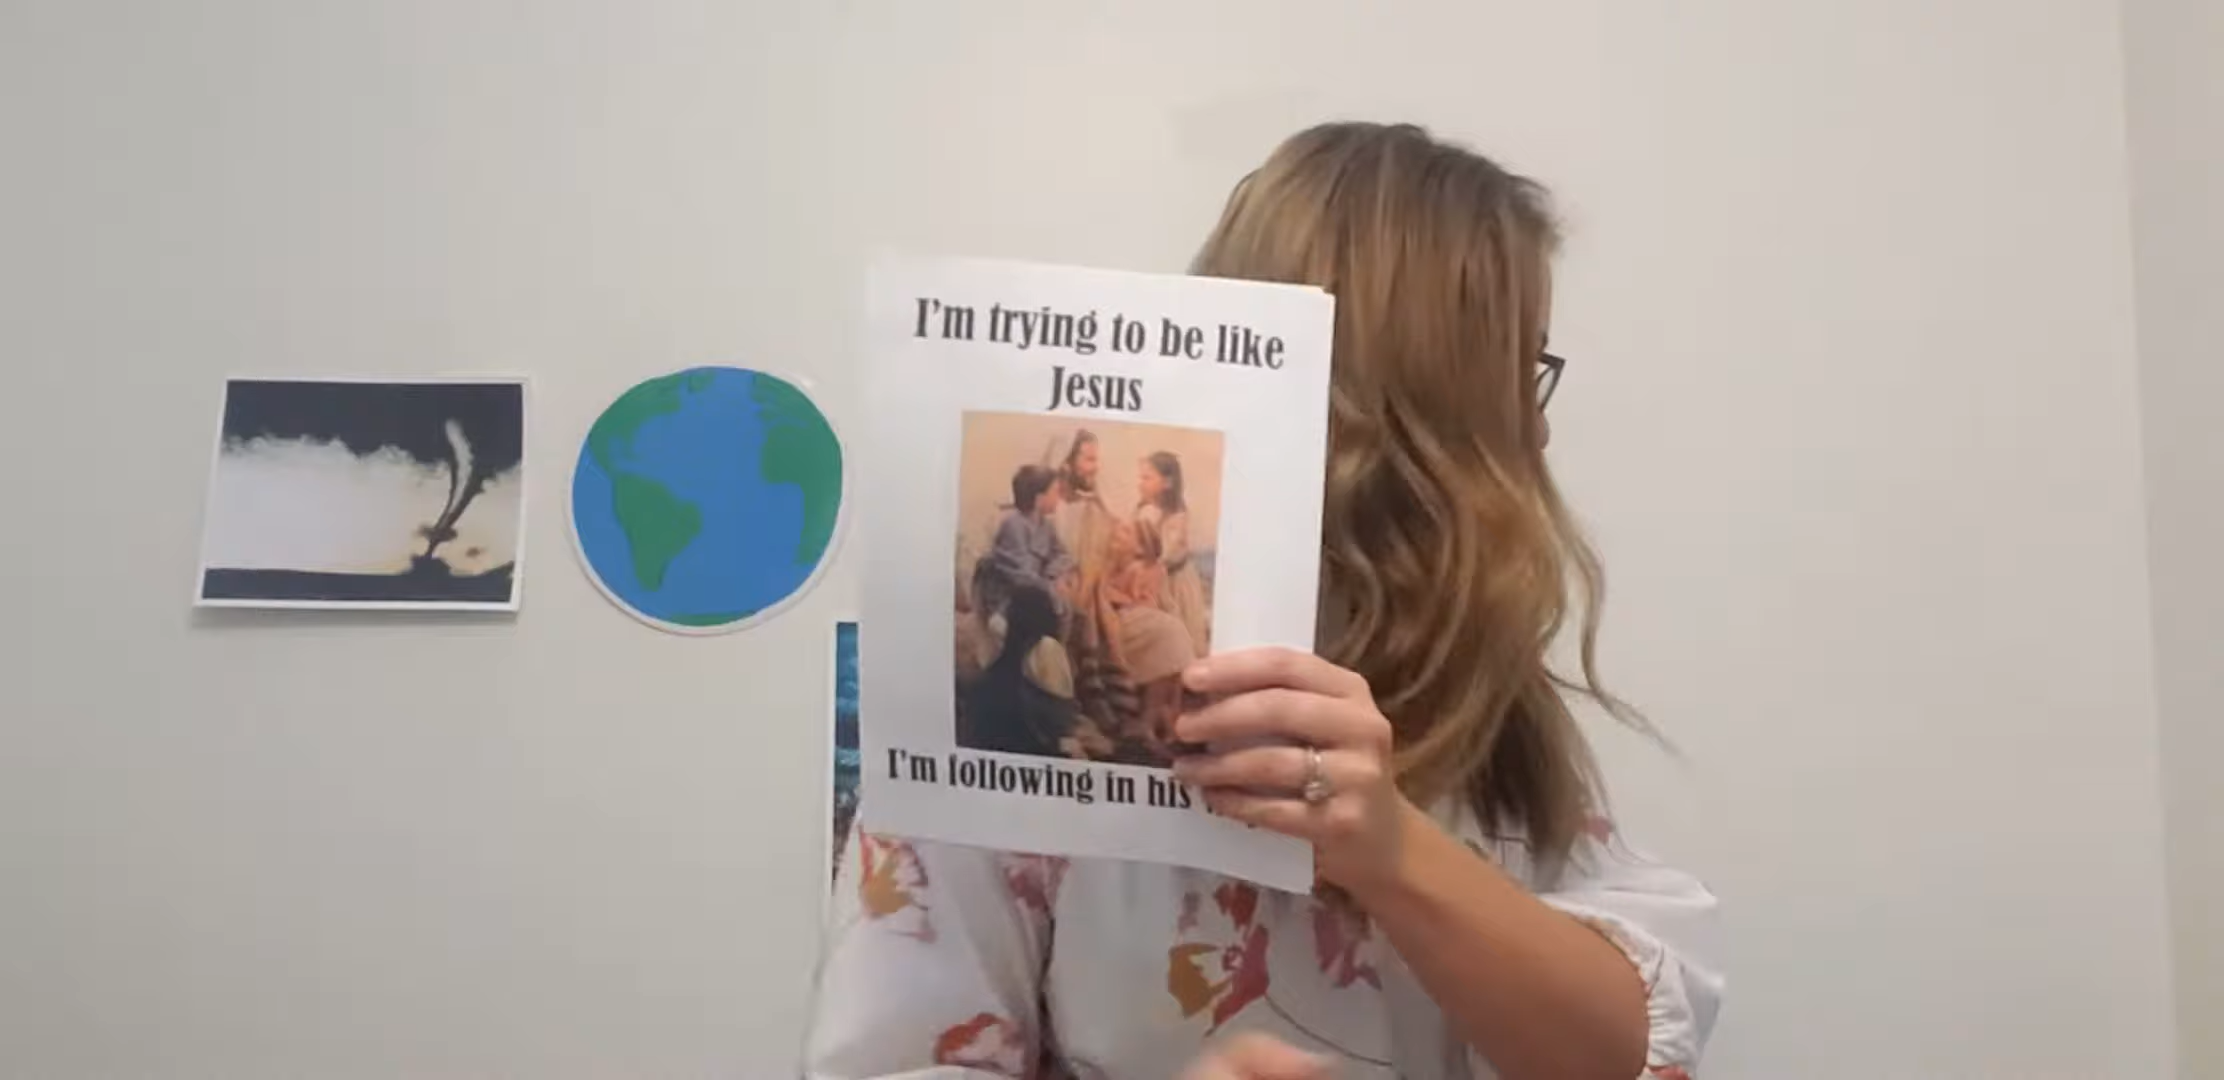 I'm trying to be like
Jesus
I'm following in his